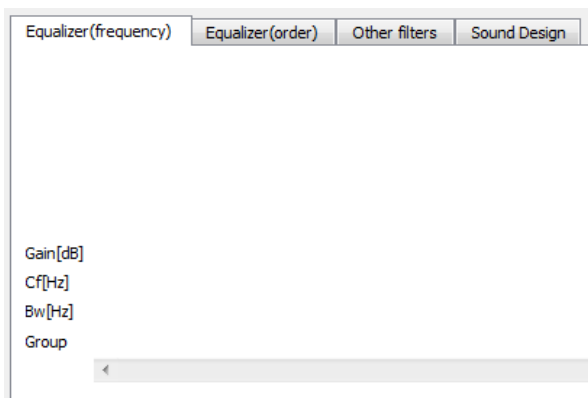 Equalizer(frequency) Equalizer(order) Other filters Sound Design
Gain[dB]
Cf[Hz]
Bw[Hz]
Group